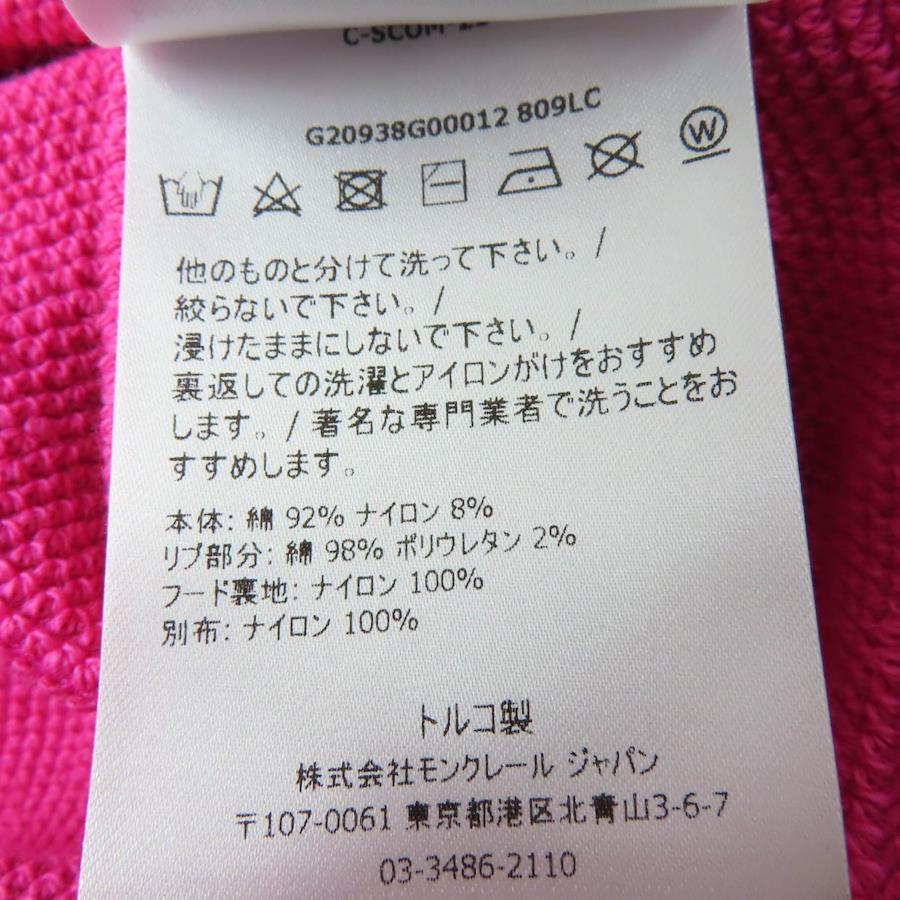 C-SCOM-
G20938G00012 809LC
W
他のものと分けて洗って下さい。/
絞らないで下さい。/
浸けたままにしないで下さい。/
裏返しての洗濯とアイロンがけをおすすめ
します。/ 著名な専門業者で洗うことをお
すすめします。
本体: 綿 92% ナイロン 8%
リブ部分: 綿 98% ポリウレタン 2%
フード裏地: ナイロン 100%
別布: ナイロン 100%
トルコ製
株式会社モンクレール ジャパン
〒107-0061 東京都港区北青山3-6-7
03-3486-2110